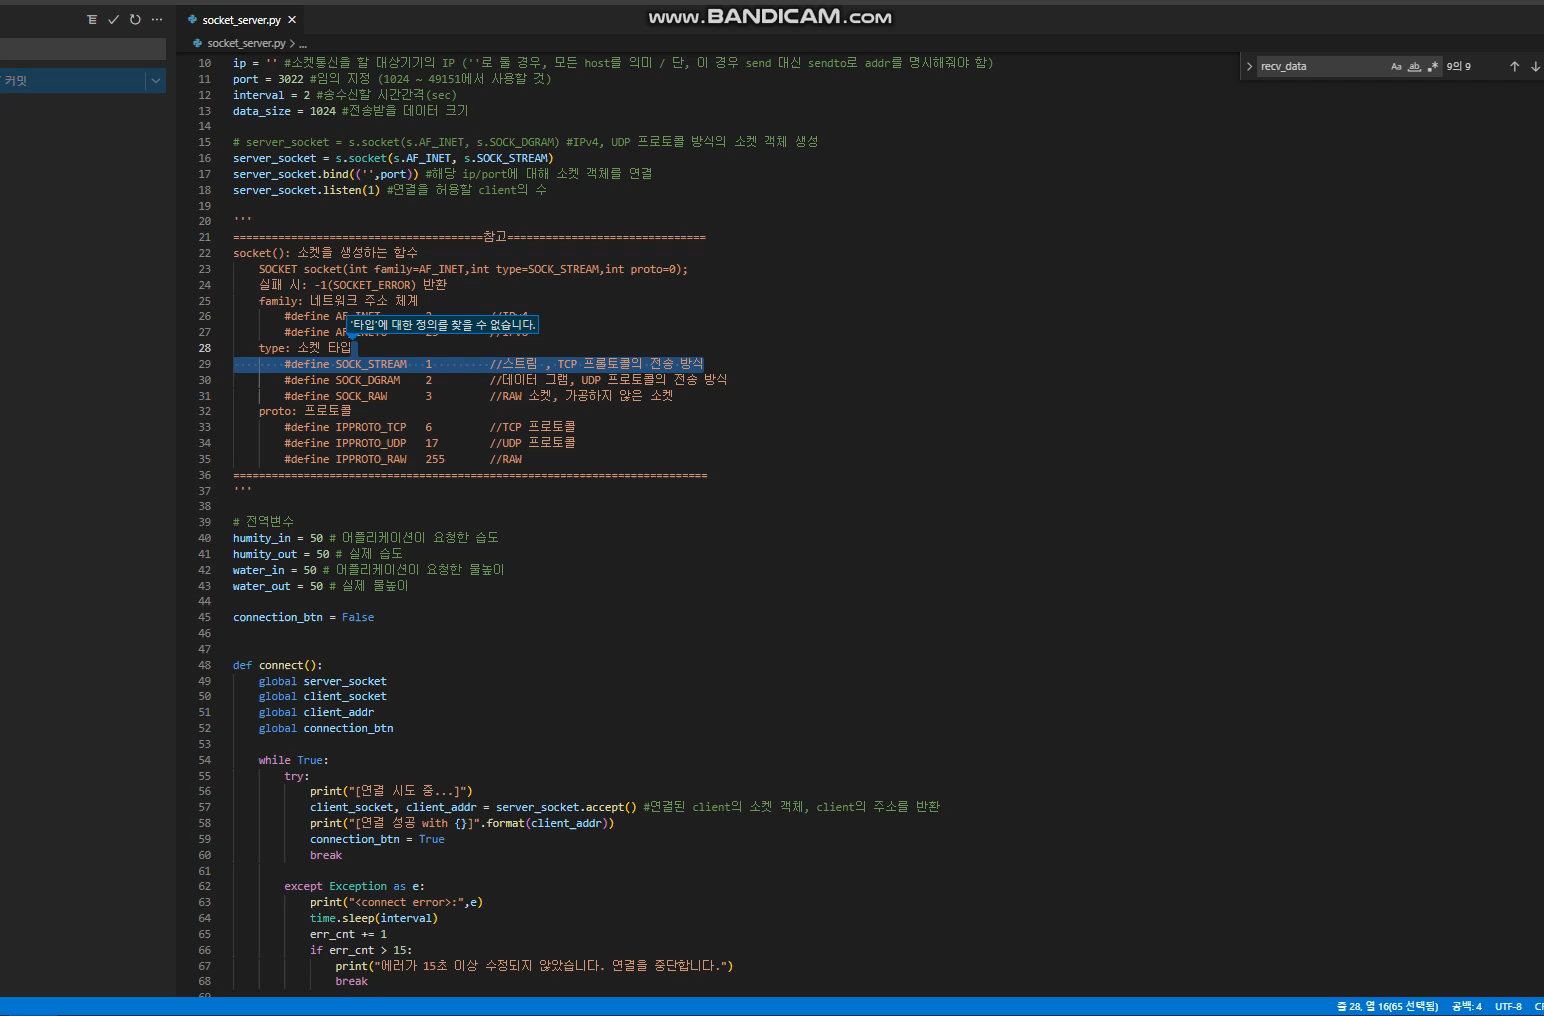 www.BANDICAM.com
socket_server.py
socket_server.py > ...
recv_data
Aa ab .*
9의 9
커밋
10 ip = '' #소켓통신을 할 대상기기의 IP (''로 둘 경우, 모든 host를 의미 / 단, 이 경우 send 대신 sendto로 addr를 명시해줘야 함)
11 port = 3022 #임의 지정 (1024 ~ 49151에서 사용할 것)
12 interval = 2 #송수신할 시간간격(sec)
13 data_size = 1024 #전송받을 데이터 크기
14
15 # server_socket = s.socket(s.AF_INET, s.SOCK_DGRAM) #IPv4, UDP 프로토콜 방식의 소켓 객체 생성
16 server_socket = s.socket(s.AF_INET, s.SOCK_STREAM)
17 server_socket.bind(('',port)) #해당 ip/port에 대해 소켓 객체를 연결
18 server_socket.listen(1) #연결을 허용할 client의 수
19
20 '''
21 =======================================참고===============================
22 socket(): 소켓을 생성하는 함수
23 SOCKET socket(int family=AF_INET,int type=SOCK_STREAM,int proto=0);
24 실패 시: -1(SOCKET_ERROR) 반환
25 family: 네트워크 주소 체계
26 #define
'타입'에 대한 정의를 찾을 수 없습니다.
27 #define
28 type: 소켓 타입
29 #define SOCK_STREAM 1 //스트림 , TCP 프롤토콜의 전송 방식
30 #define SOCK_DGRAM 2 //데이터 그램, UDP 프로토콜의 전송 방식
31 #define SOCK_RAW 3 //RAW 소켓, 가공하지 않은 소켓
32 proto: 프로토콜
33 #define IPPROTO_TCP 6 //TCP 프로토콜
34 #define IPPROTO_UDP 17 //UDP 프로토콜
35 #define IPPROTO_RAW 255 //RAW
36 ==========================================================================
37 '''
38
39 # 전역변수
40 humity_in = 50 # 어플리케이션이 요청한 습도
41 humity_out = 50 # 실제 습도
42 water_in = 50 # 어플리케이션이 요청한 물높이
43 water_out = 50 # 실제 물높이
44
45 connection_btn = False
46
47
48 def connect():
49 global server_socket
50 global client_socket
51 global client_addr
52 global connection_btn
53
54 while True:
55 try:
56 print("[연결 시도 중...]")
57 client_socket, client_addr = server_socket.accept() #연결된 client의 소켓 객체, client의 주소를 반환
58 print("[연결 성공 with {}]".format(client_addr))
59 connection_btn = True
60 break
61
62 except Exception as e:
63 print("<connect error>:",e)
64 time.sleep(interval)
65 err_cnt += 1
66 if err_cnt > 15:
67 print("에러가 15초 이상 수정되지 않았습니다. 연결을 중단합니다.")
68 break
줄 28, 열 16(65 선택됨) 공백: 4 UTF-8